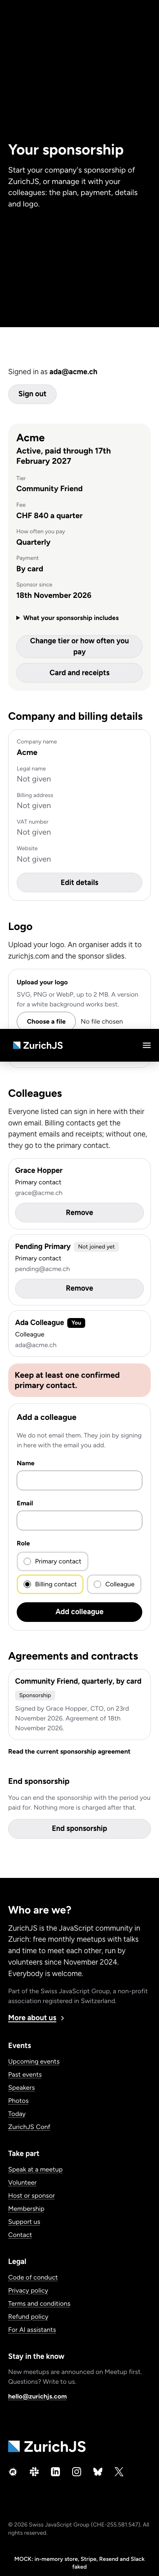 Your sponsorship
Start your company's sponsorship of
ZurichJS, or manage it with your
colleagues: the plan, payment, details
and logo.
Signed in as ada@acme.ch
Sign out
Acme
Active, paid through 17th
February 2027
Tier
Community Friend
Fee
CHF 840 a quarter
How often you pay
Quarterly
Payment
By card
Sponsor since
18th November 2026
What your sponsorship includes
Change tier or how often you
pay
Card and receipts
Company and billing details
Company name
Acme
Legal name
Not given
Billing address
Not given
VAT number
Not given
Website
Not given
Edit details
Logo
Upload your logo. An organiser adds it to
zurichjs.com and the sponsor slides.
Upload your logo
SVG, PNG or WebP, up to 2 MB. A version
for a white background works best.
Choose a file No file chosen
ZurichJS
Colleagues
Everyone listed can sign in here with their
own email. Billing contacts get the
payment emails and receipts; without one,
they go to the primary contact.
Grace Hopper
Primary contact
grace@acme.ch
Remove
Pending Primary Not joined yet
Primary contact
pending@acme.ch
Remove
Ada Colleague You
Colleague
ada@acme.ch
Keep at least one confirmed
primary contact.
Add a colleague
We do not email them. They join by signing
in here with the email you add.
Name
Email
Role
Primary contact
Billing contact Colleague
Add colleague
Agreements and contracts
Community Friend, quarterly, by card
Sponsorship
Signed by Grace Hopper, CTO, on 23rd
November 2026. Agreement of 18th
November 2026.
Read the current sponsorship agreement
End sponsorship
You can end the sponsorship with the period you
paid for. Nothing more is charged after that.
End sponsorship
Who are we?
ZurichJS is the JavaScript community in
Zurich: free monthly meetups with talks
and time to meet each other, run by
volunteers since November 2024.
Everybody is welcome.
Part of the Swiss JavaScript Group, a non-profit
association registered in Switzerland.
More about us
Events
Upcoming events
Past events
Speakers
Photos
Today
ZurichJS Conf
Take part
Speak at a meetup
Volunteer
Host or sponsor
Membership
Support us
Contact
Legal
Code of conduct
Privacy policy
Terms and conditions
Refund policy
For AI assistants
Stay in the know
New meetups are announced on Meetup first.
Questions? Write to us.
hello@zurichjs.com
ZurichJS
© 2026 Swiss JavaScript Group (CHE-255.581.547). All
rights reserved.
MOCK: in-memory store, Stripe, Resend and Slack
faked